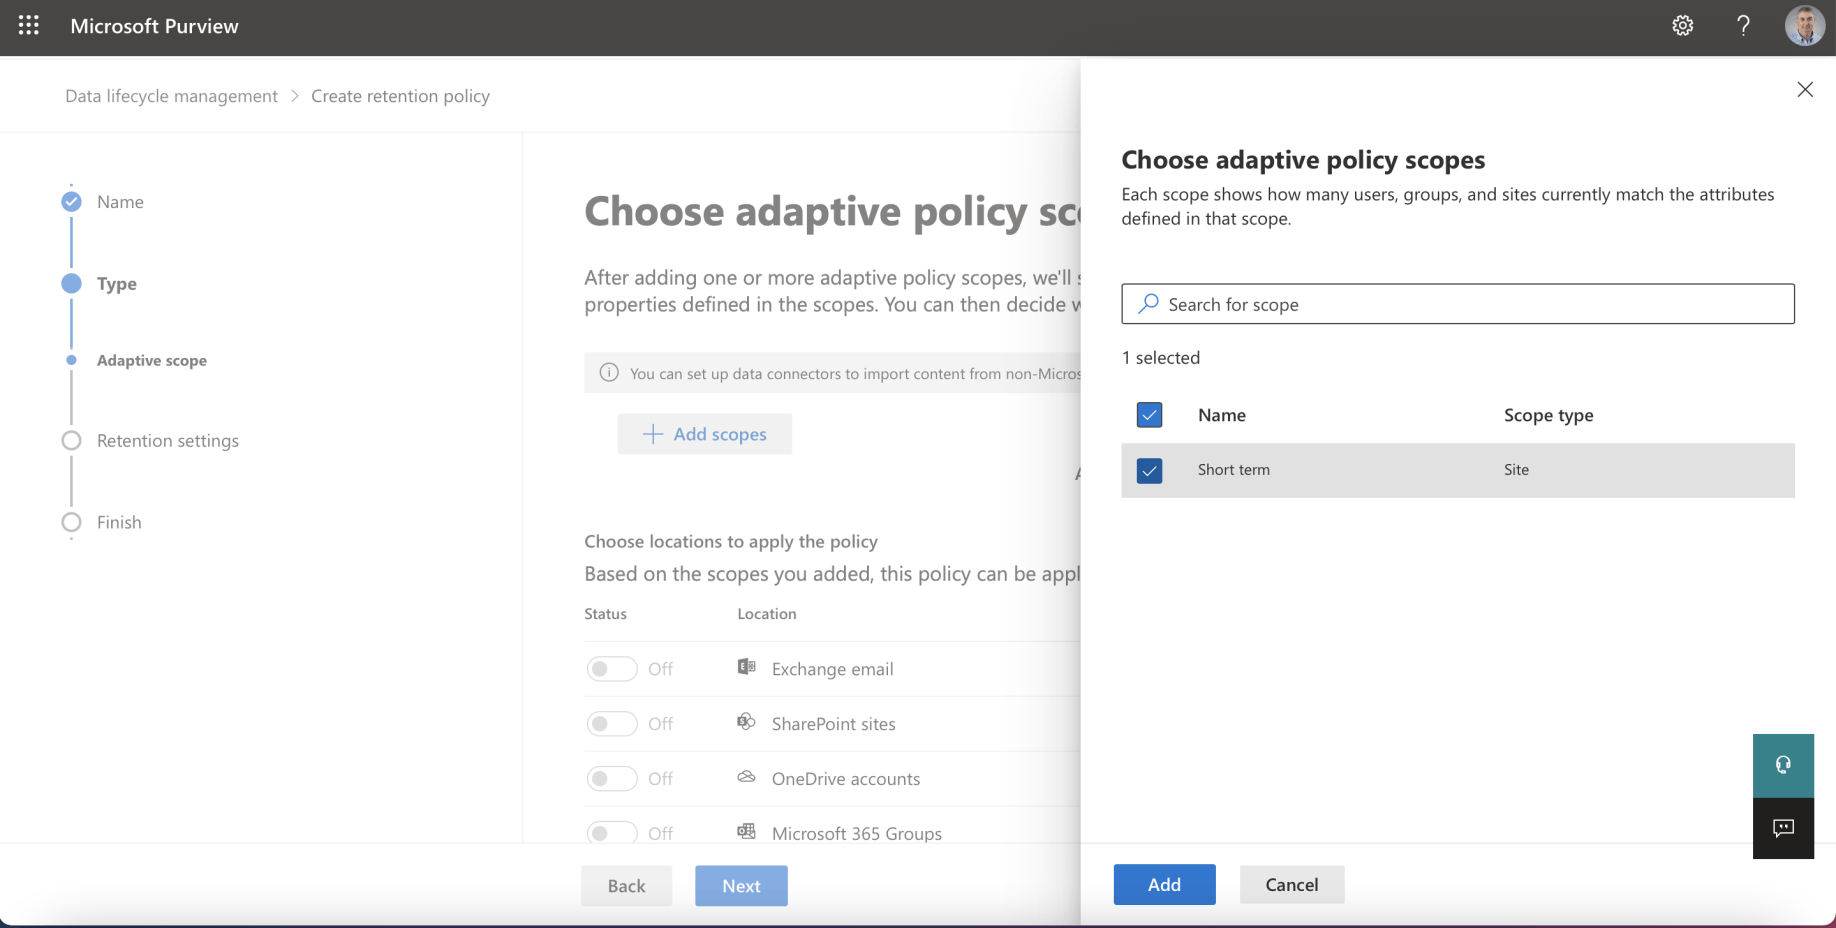 Microsoft Purview
?
Data lifecycle management > Create retention policy
Name
Type
Adaptive scope
Retention settings
Finish
Choose adaptive policy sc
After adding one or more adaptive policy scopes, we'll
properties defined in the scopes. You can then decide
You can set up data connectors to import content from non-Micros
Add scopes
Choose locations to apply the policy
Based on the scopes you added, this policy can be appl
Status Location
Off Exchange email
Off SharePoint sites
Off OneDrive accounts
Off Microsoft 365 Groups
Back Next
Choose adaptive policy scopes
Each scope shows how many users, groups, and sites currently match the attributes
defined in that scope.
Search for scope
1 selected
Name Scope type
Short term Site
Add Cancel